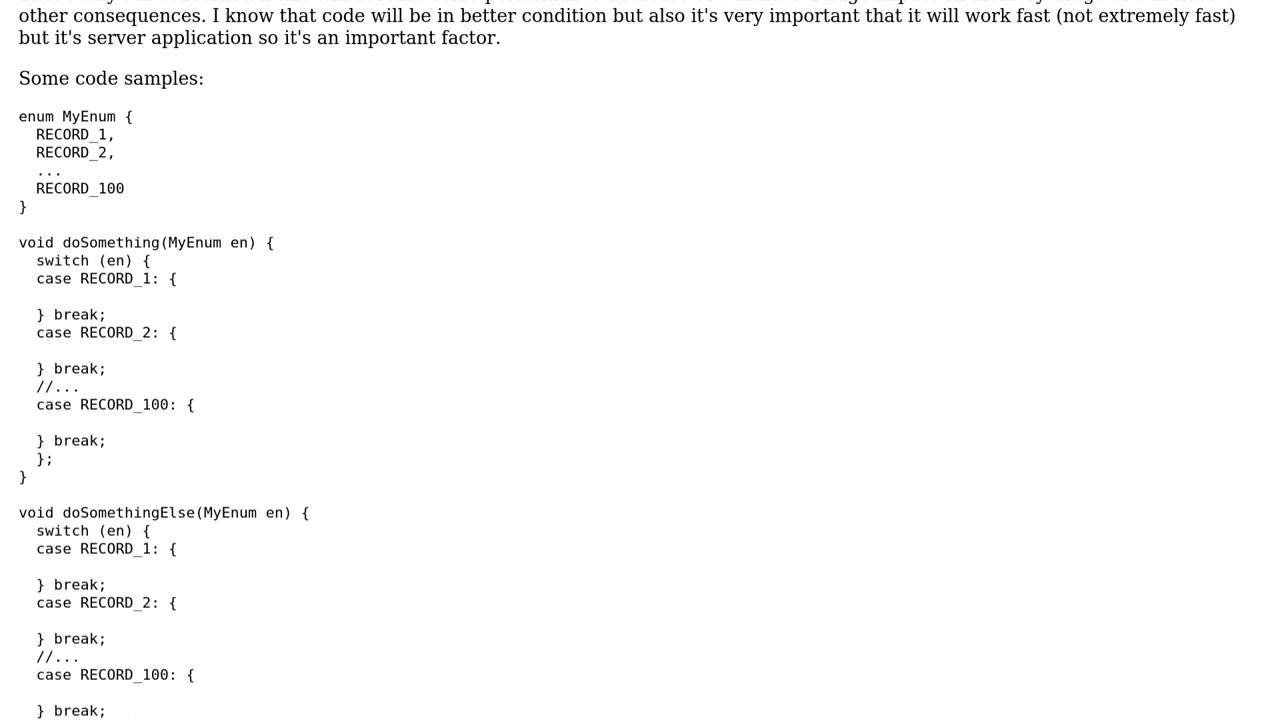 other consequences. I know that code will be in better condition but also it's very important that it will work fast (not extremely fast)
but it's server application so it's an important factor.
Some code samples:
enum MyEnum {
  RECORD_1,
  RECORD_2,
  ...
  RECORD_100
}
void doSomething(MyEnum en) {
  switch (en) {
  case RECORD_1: {
  } break;
  case RECORD_2: {
  } break;
  //...
  case RECORD_100: {
  } break;
  };
}
void doSomethingElse(MyEnum en) {
  switch (en) {
  case RECORD_1: {
  } break;
  case RECORD_2: {
  } break;
  //...
  case RECORD_100: {
  } break;